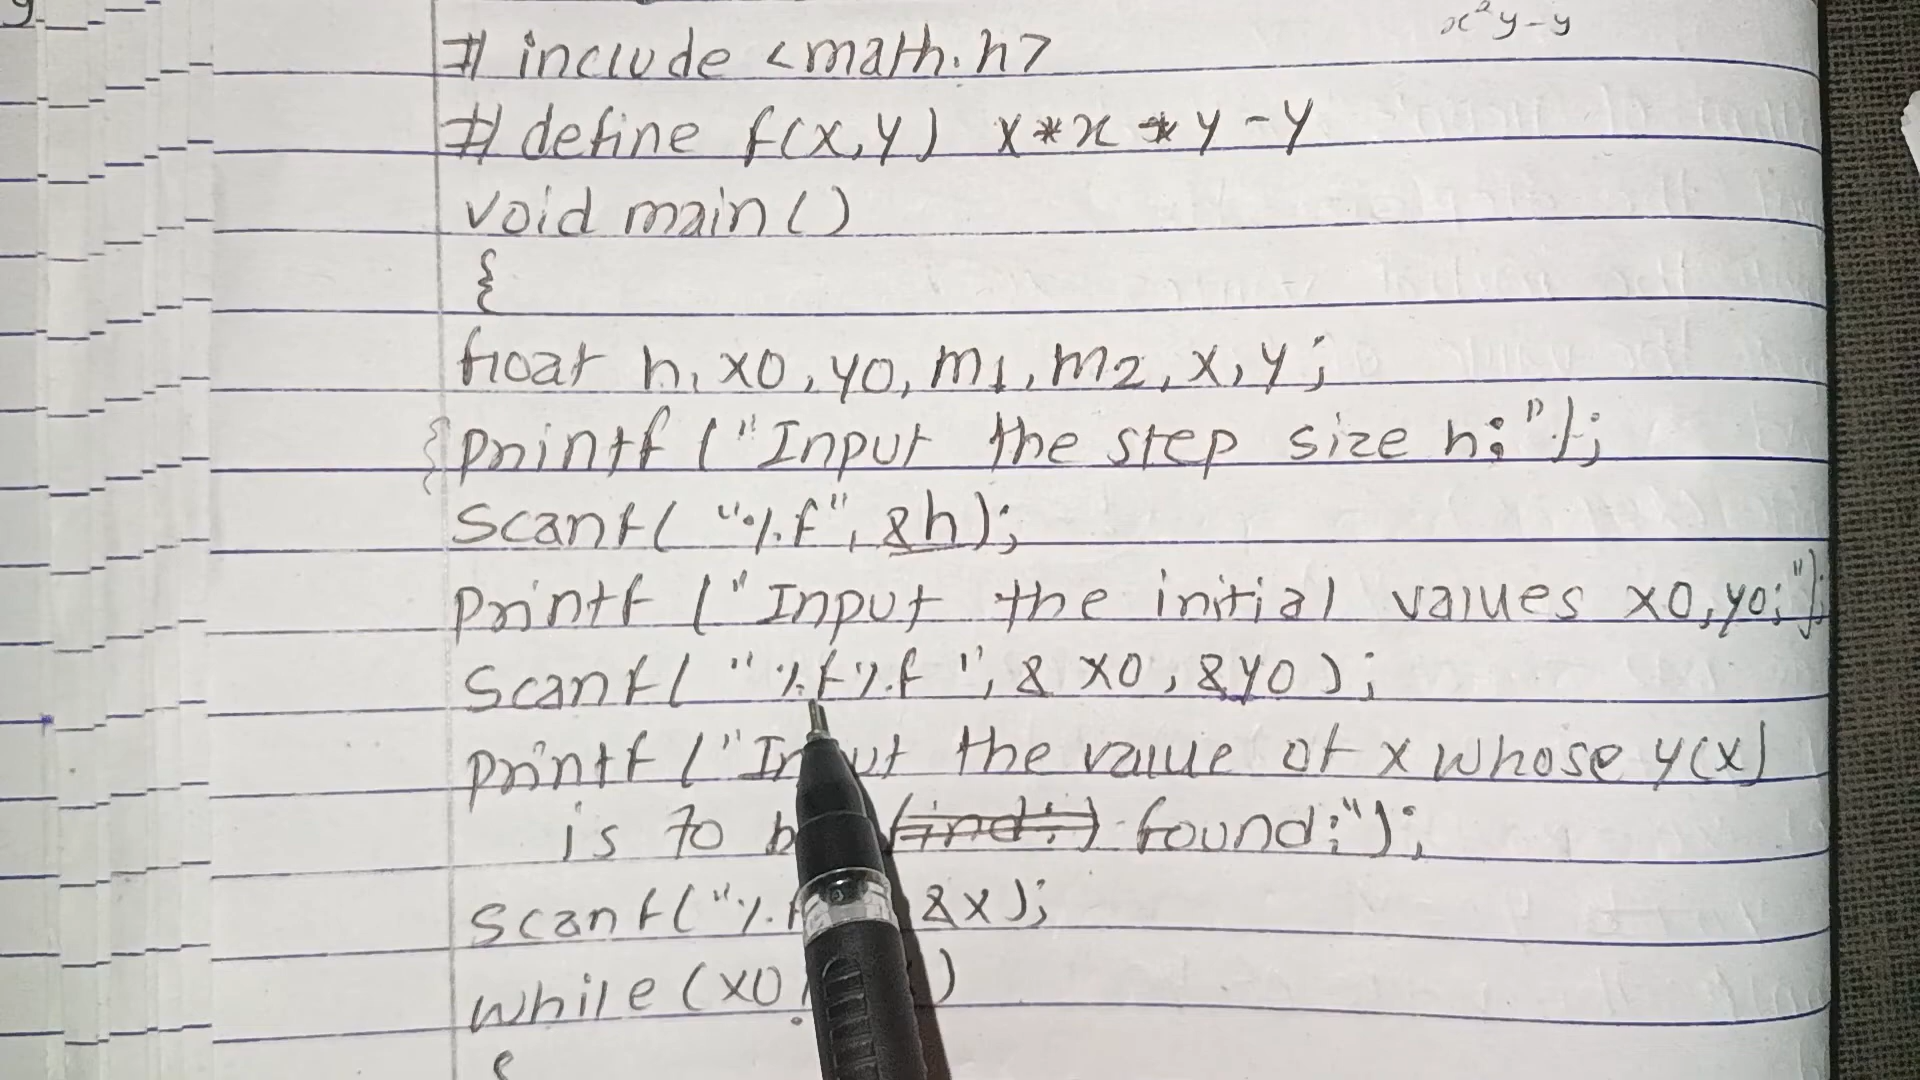 x²y-y
# include <math.h>
# define f(x,y) x*x*y-y
void main()
{
float h, x0, y0, m1, m2, x, y;
printf ("Input the step size h:");
scanf( "%f", &h);
printf ("Input the initial values x0,y0:");
scanf( "%f%f", &x0, &y0);
printf ("Input the value of x whose y(x)
is to found:");
scanf("%f &x);
while (x0 )
{